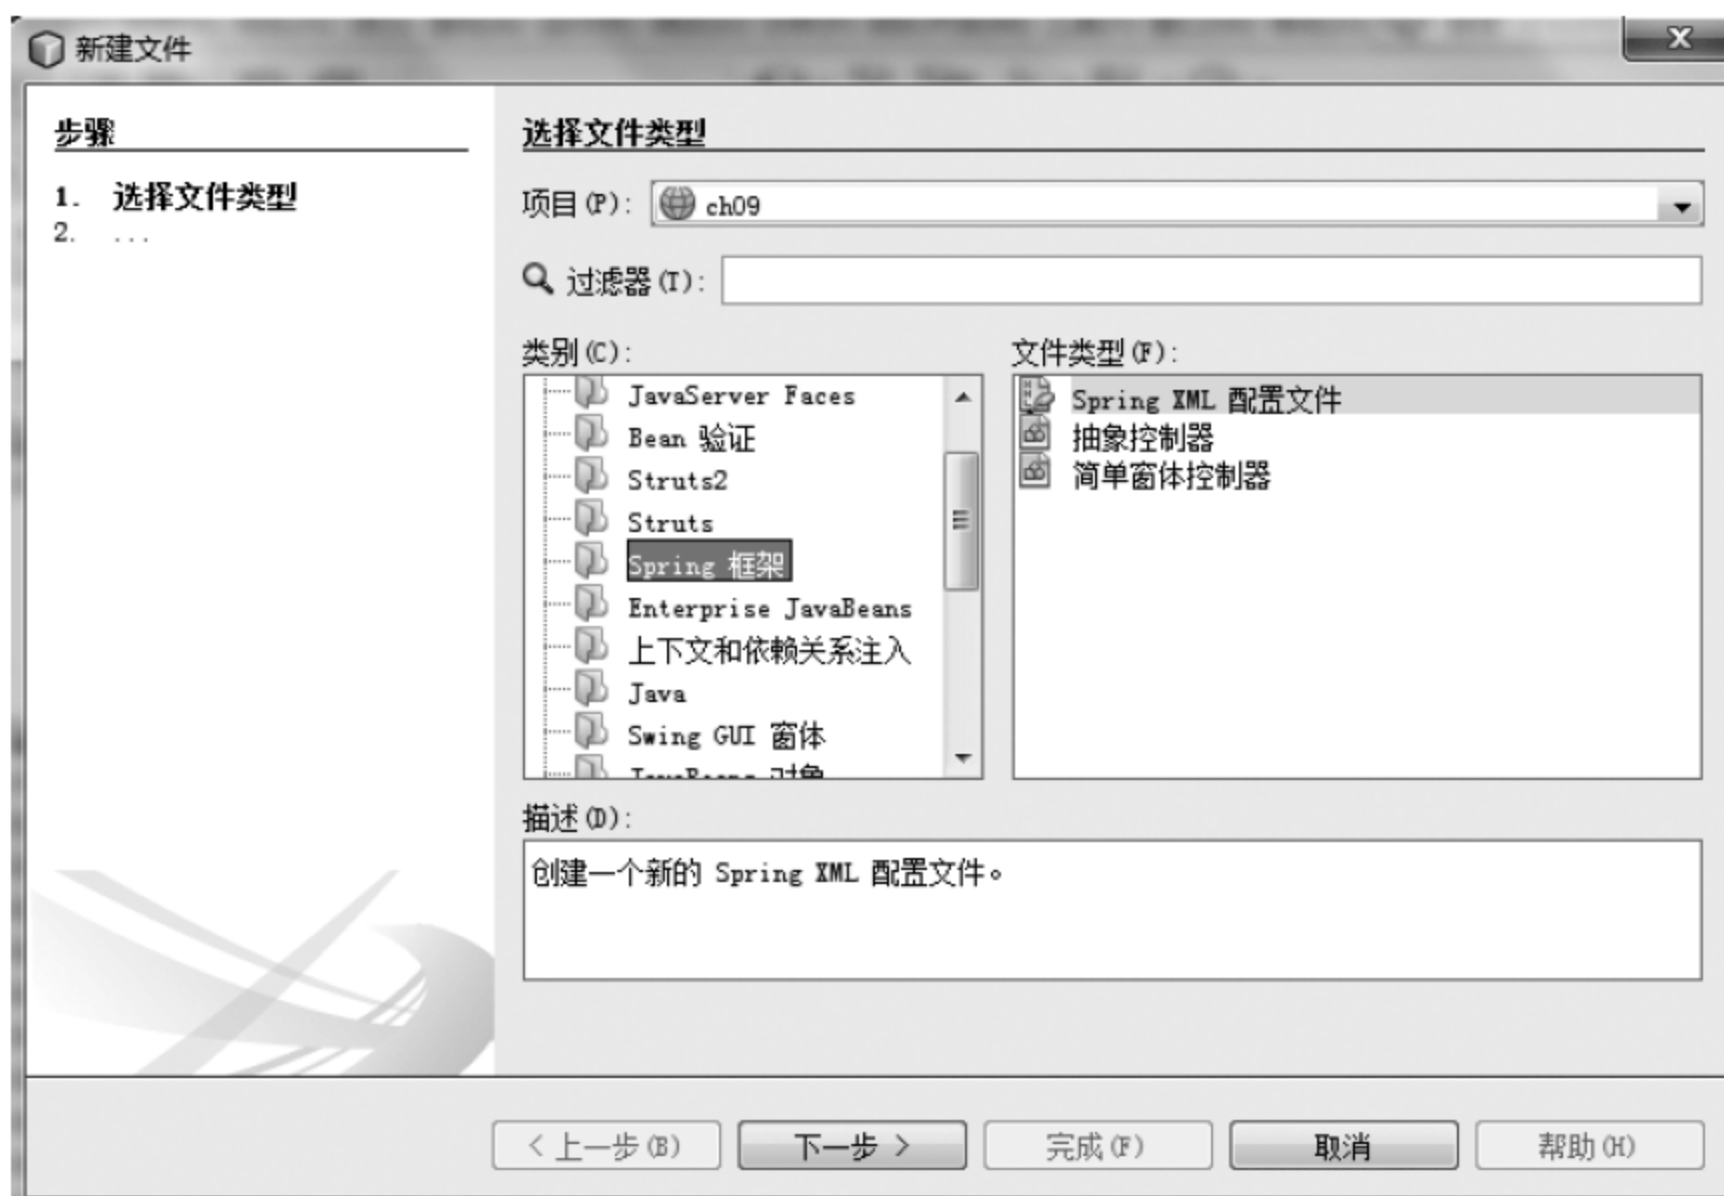 新建文件
步骤
1. 选择文件类型
2. ...
选择文件类型
项目(P): ch09
过滤器(T):
类别(C):
JavaServer Faces
Bean 验证
Struts2
Struts
Spring 框架
Enterprise JavaBeans
上下文和依赖关系注入
Java
Swing GUI 窗体
JavaBeans 对象
文件类型(F):
Spring XML 配置文件
抽象控制器
简单窗体控制器
描述(D):
创建一个新的 Spring XML 配置文件。
< 上一步(B)
下一步 >
完成(F)
取消
帮助(H)